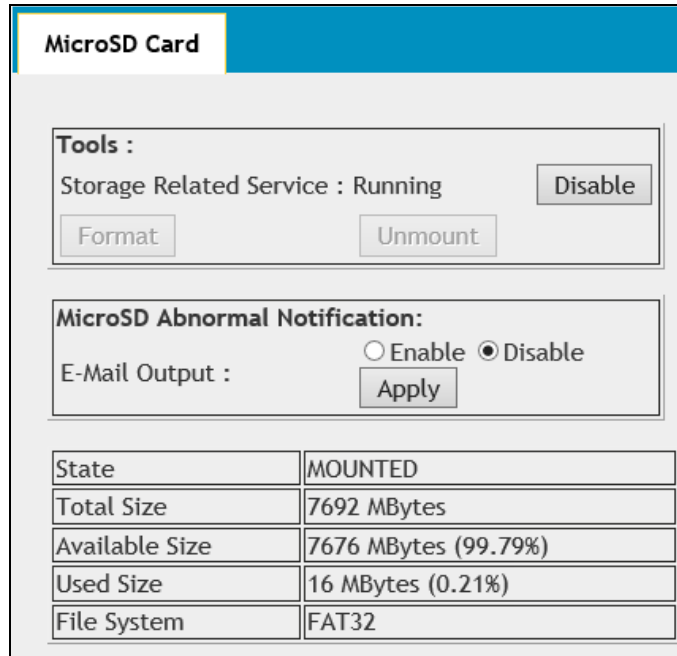 MicroSD Card
Tools :
Storage Related Service : Running Disable
Format Unmount
MicroSD Abnormal Notification:
E-Mail Output : Enable Disable
Apply
State MOUNTED
Total Size 7692 MBytes
Available Size 7676 MBytes (99.79%)
Used Size 16 MBytes (0.21%)
File System FAT32